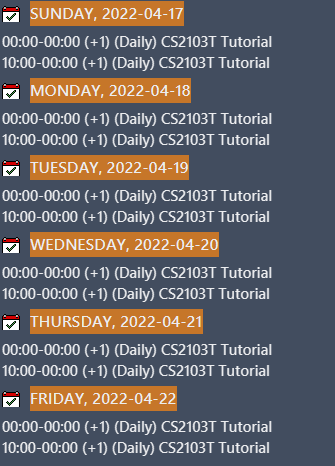 SUNDAY, 2022-04-17
00:00-00:00 (+1) (Daily) CS2103T Tutorial
10:00-00:00 (+1) (Daily) CS2103T Tutorial
MONDAY, 2022-04-18
00:00-00:00 (+1) (Daily) CS2103T Tutorial
10:00-00:00 (+1) (Daily) CS2103T Tutorial
TUESDAY, 2022-04-19
00:00-00:00 (+1) (Daily) CS2103T Tutorial
10:00-00:00 (+1) (Daily) CS2103T Tutorial
WEDNESDAY, 2022-04-20
00:00-00:00 (+1) (Daily) CS2103T Tutorial
10:00-00:00 (+1) (Daily) CS2103T Tutorial
THURSDAY, 2022-04-21
00:00-00:00 (+1) (Daily) CS2103T Tutorial
10:00-00:00 (+1) (Daily) CS2103T Tutorial
FRIDAY, 2022-04-22
00:00-00:00 (+1) (Daily) CS2103T Tutorial
10:00-00:00 (+1) (Daily) CS2103T Tutorial